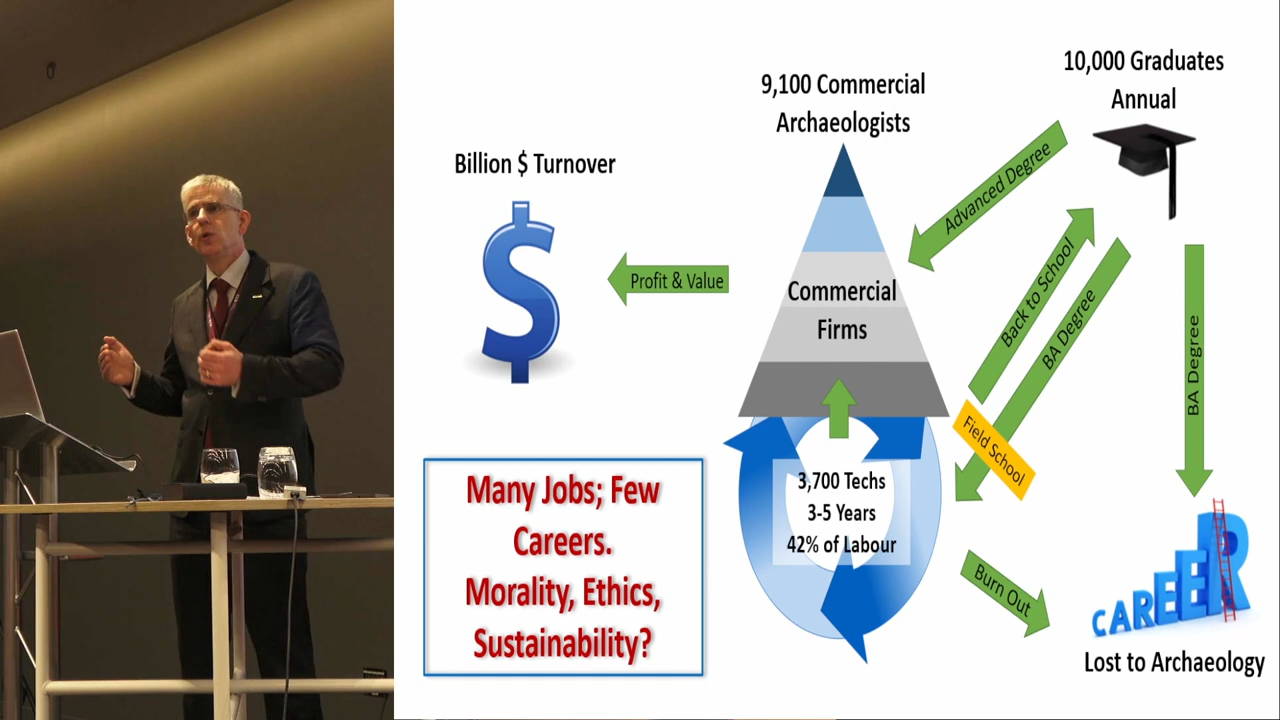 10,000 Graduates
Annual
9,100 Commercial
Archaeologists
Billion $ Turnover
$
Advanced Degree
Profit & Value
Commercial
Firms
Back to School
BA Degree
BA Degree
Field School
3,700 Techs
3-5 Years
42% of Labour
Many Jobs; Few
Careers.
Morality, Ethics,
Sustainability?
Burn Out
CAREER
Lost to Archaeology